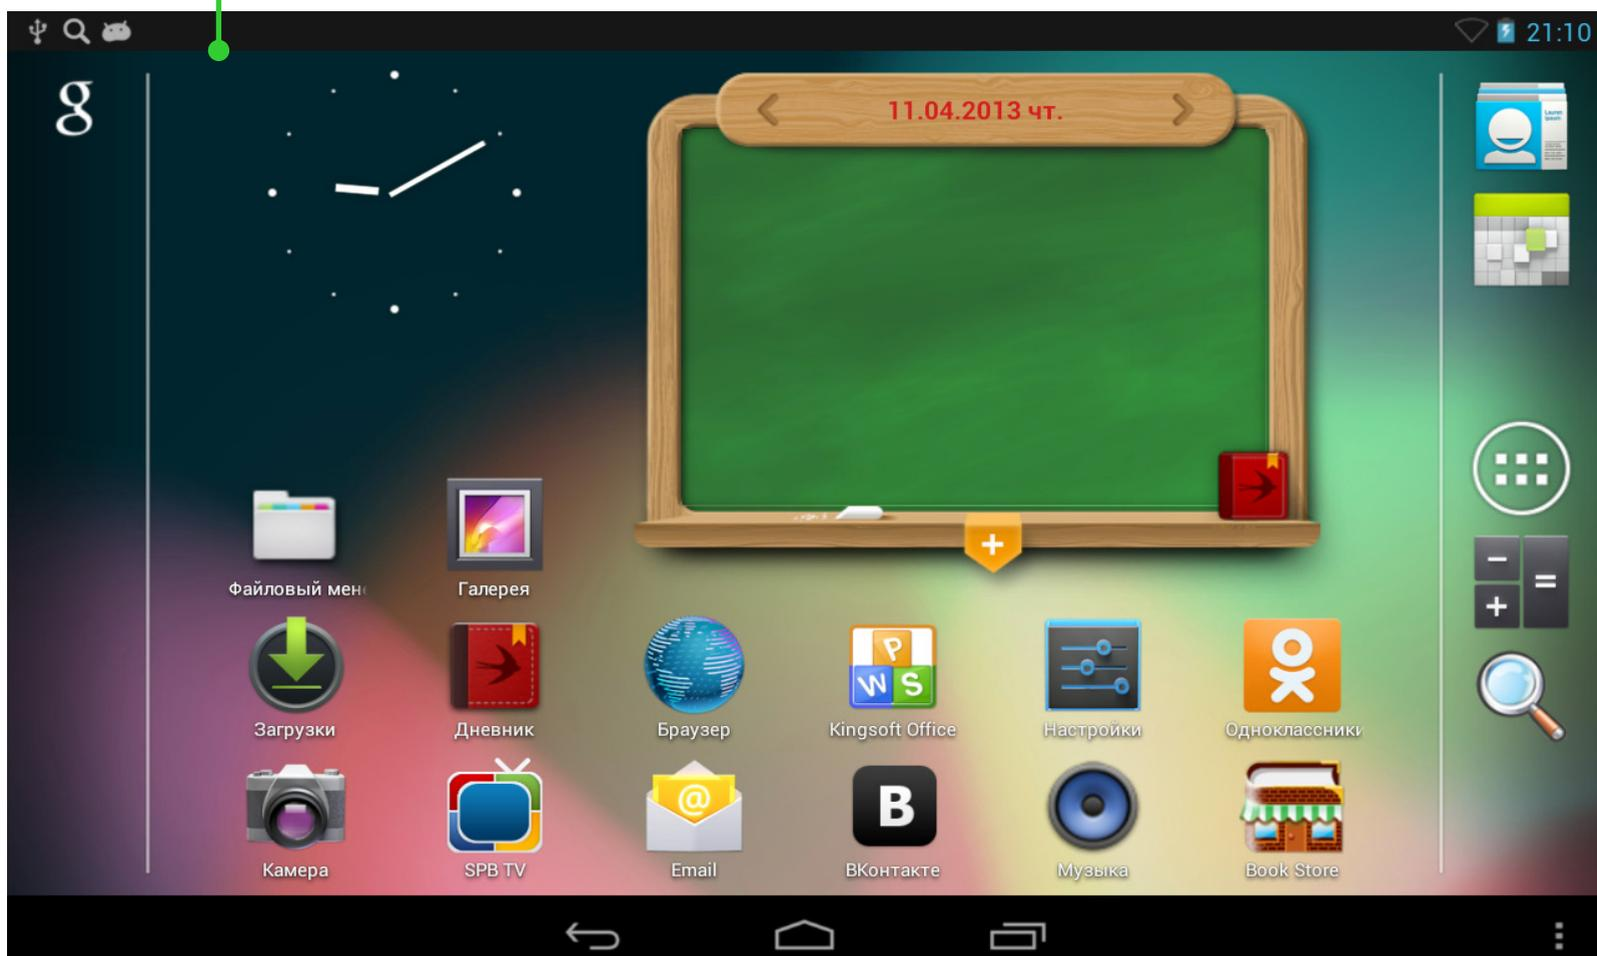 21:10
g
11.04.2013 чт.
Файловый мен
Галерея
Загрузки
Дневник
Браузер
Kingsoft Office
Настройки
Одноклассники
Камера
SPB TV
Email
ВКонтакте
Музыка
Book Store
P
W S
@
B